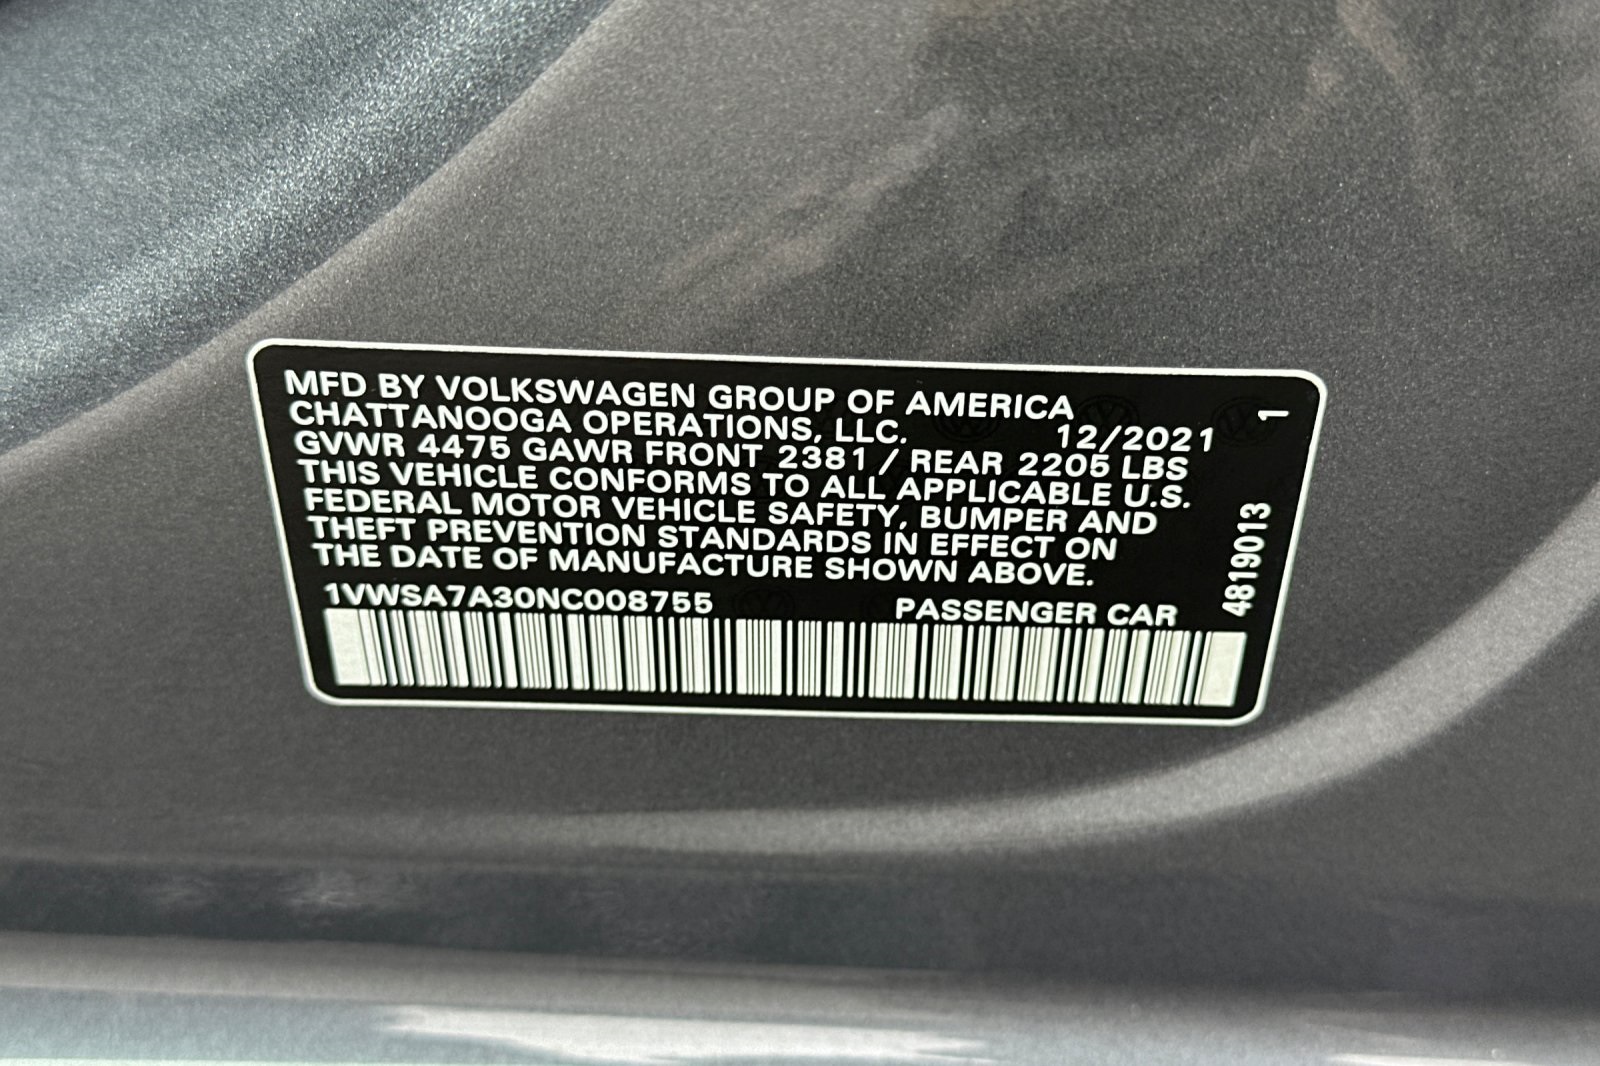 MFD BY VOLKSWAGEN GROUP OF AMERICA
CHATTANOOGA OPERATIONS, LLC. 12/2021
GVWR 4475 GAWR FRONT 2381 / REAR 2205 LBS
THIS VEHICLE CONFORMS TO ALL APPLICABLE U.S.
FEDERAL MOTOR VEHICLE SAFETY, BUMPER AND
THEFT PREVENTION STANDARDS IN EFFECT ON
THE DATE OF MANUFACTURE SHOWN ABOVE.
1VWSA7A30NC008755 PASSENGER CAR
4819013 1